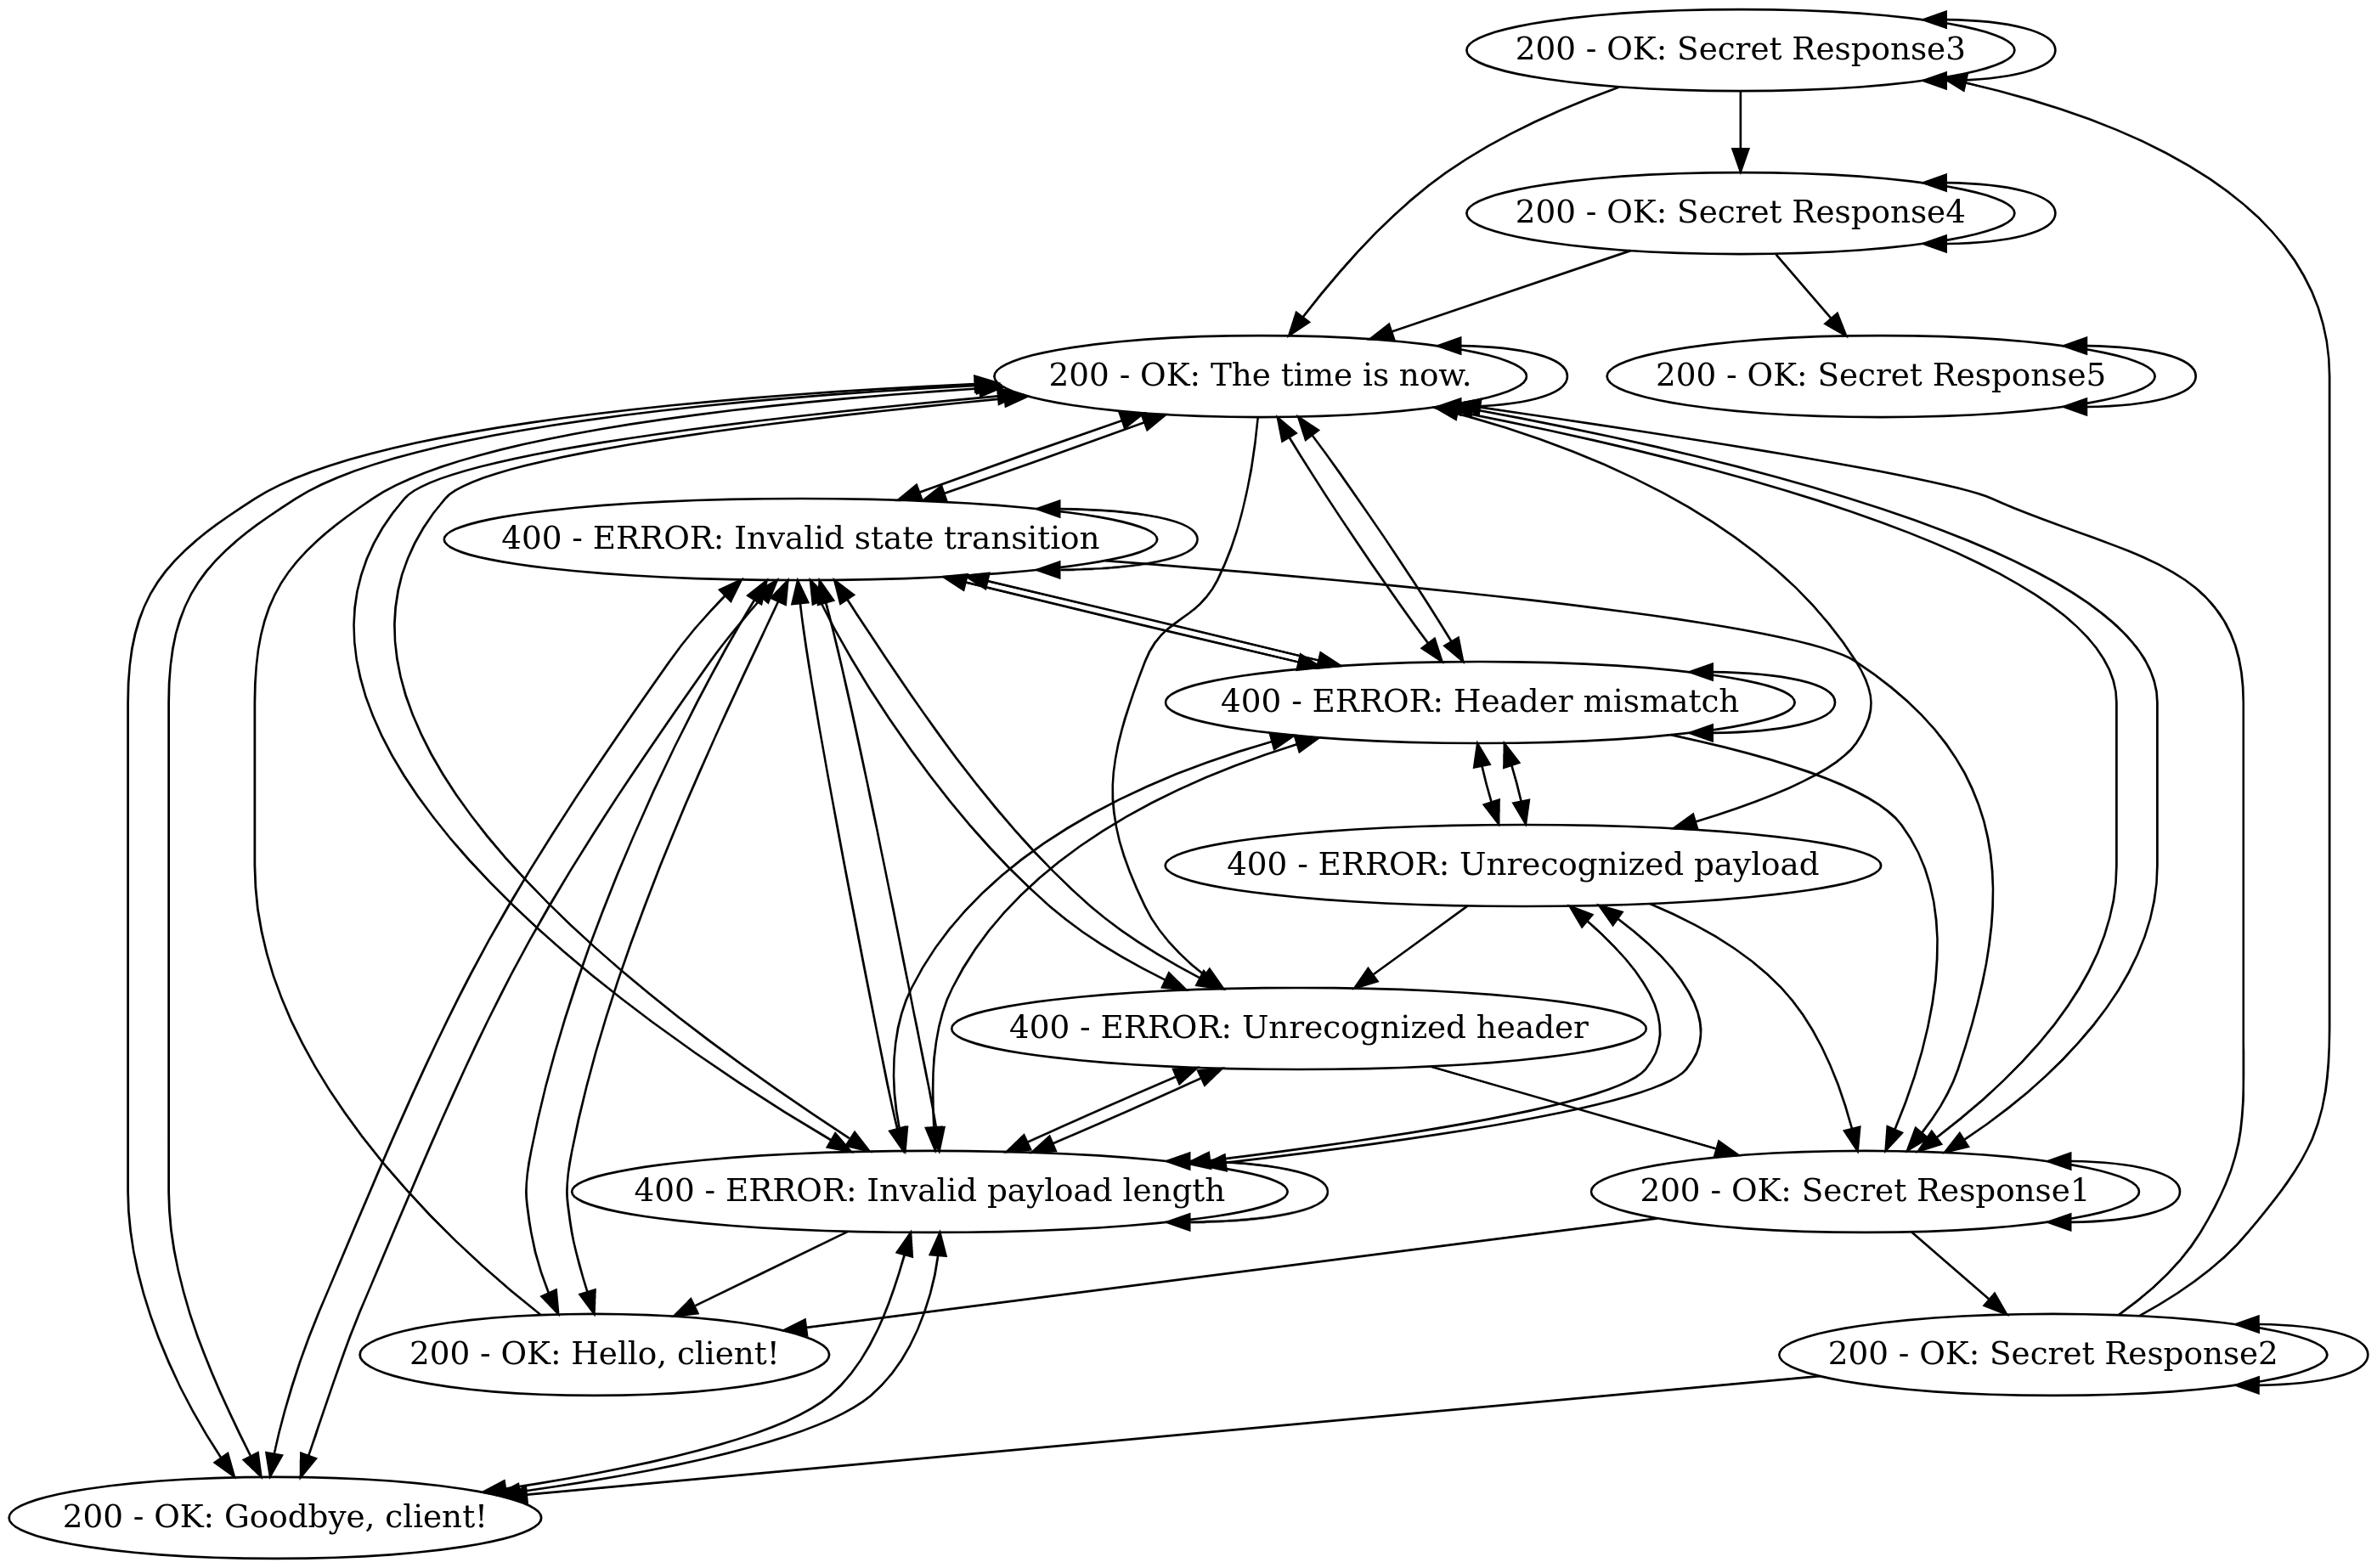 200 - OK: Secret Response3
200 - OK: Secret Response4
200 - OK: The time is now.
200 - OK: Secret Response5
400 - ERROR: Invalid state transition
400 - ERROR: Header mismatch
400 - ERROR: Unrecognized payload
400 - ERROR: Unrecognized header
400 - ERROR: Invalid payload length
200 - OK: Secret Response1
200 - OK: Hello, client!
200 - OK: Secret Response2
200 - OK: Goodbye, client!